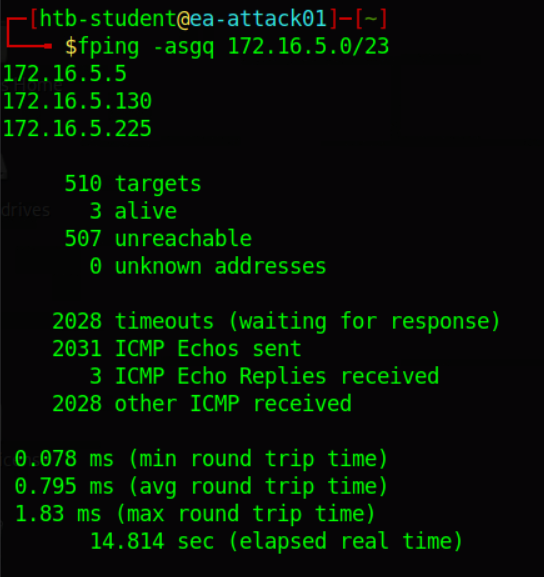 [htb-student@ea-attack01]─[~]
$fping -asgq 172.16.5.0/23
172.16.5.5
172.16.5.130
172.16.5.225
510 targets
3 alive
507 unreachable
0 unknown addresses
2028 timeouts (waiting for response)
2031 ICMP Echos sent
3 ICMP Echo Replies received
2028 other ICMP received
0.078 ms (min round trip time)
0.795 ms (avg round trip time)
1.83 ms (max round trip time)
14.814 sec (elapsed real time)